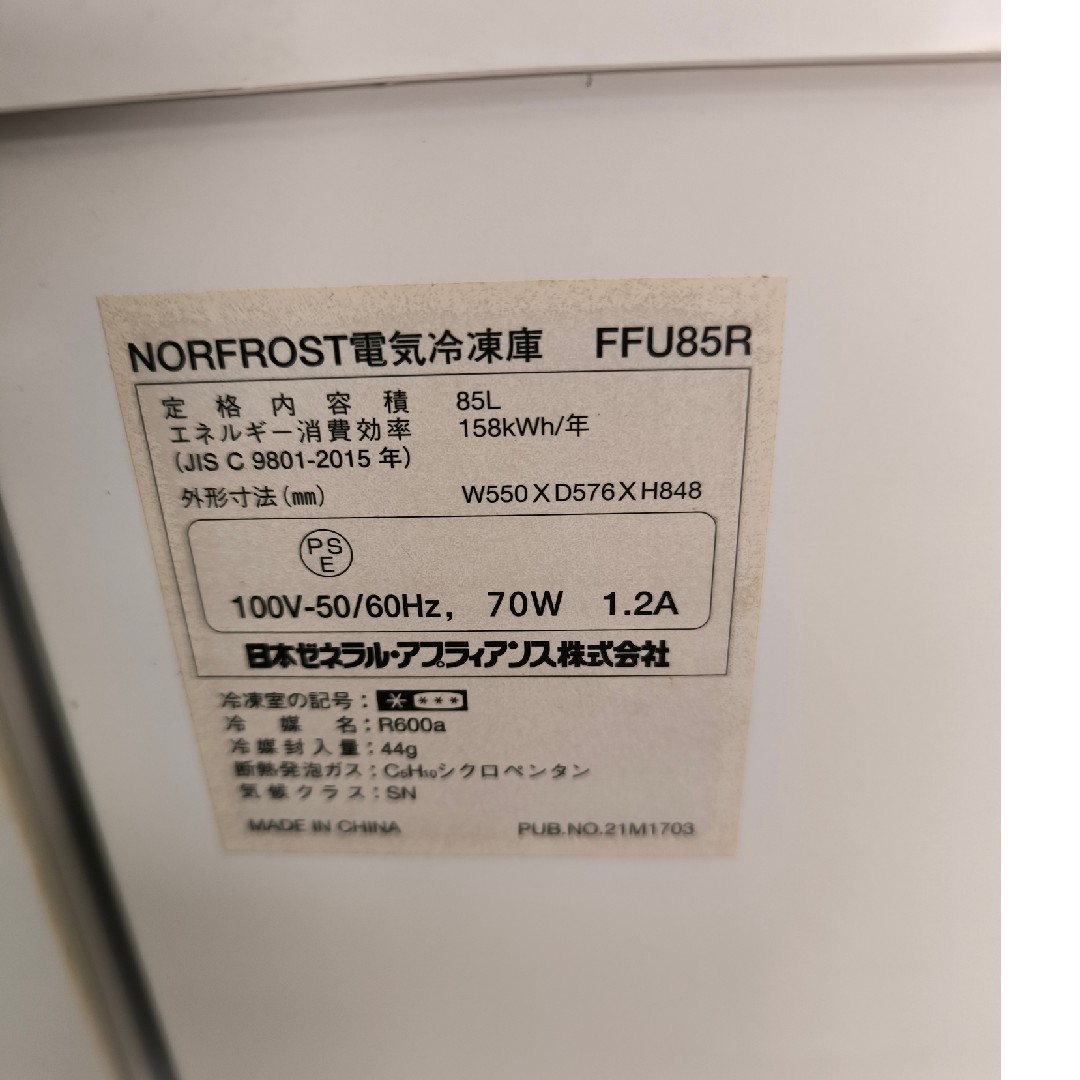 NORFROST電気冷凍庫 FFU85R
定格内容積 85L
エネルギー消費効率 158kWh/年
(JIS C 9801-2015 年)
外形寸法(㎜) W550XD576XH848
PS
E
100V-50/60Hz, 70W 1.2A
日本ゼネラル・アプライアンス株式会社
冷凍室の記号:* ***
冷媒名:R600a
冷媒封入量:44g
断熱発泡ガス:C₅H₁₀シクロペンタン
気候クラス:SN
MADE IN CHINA PUB.NO.21M1703